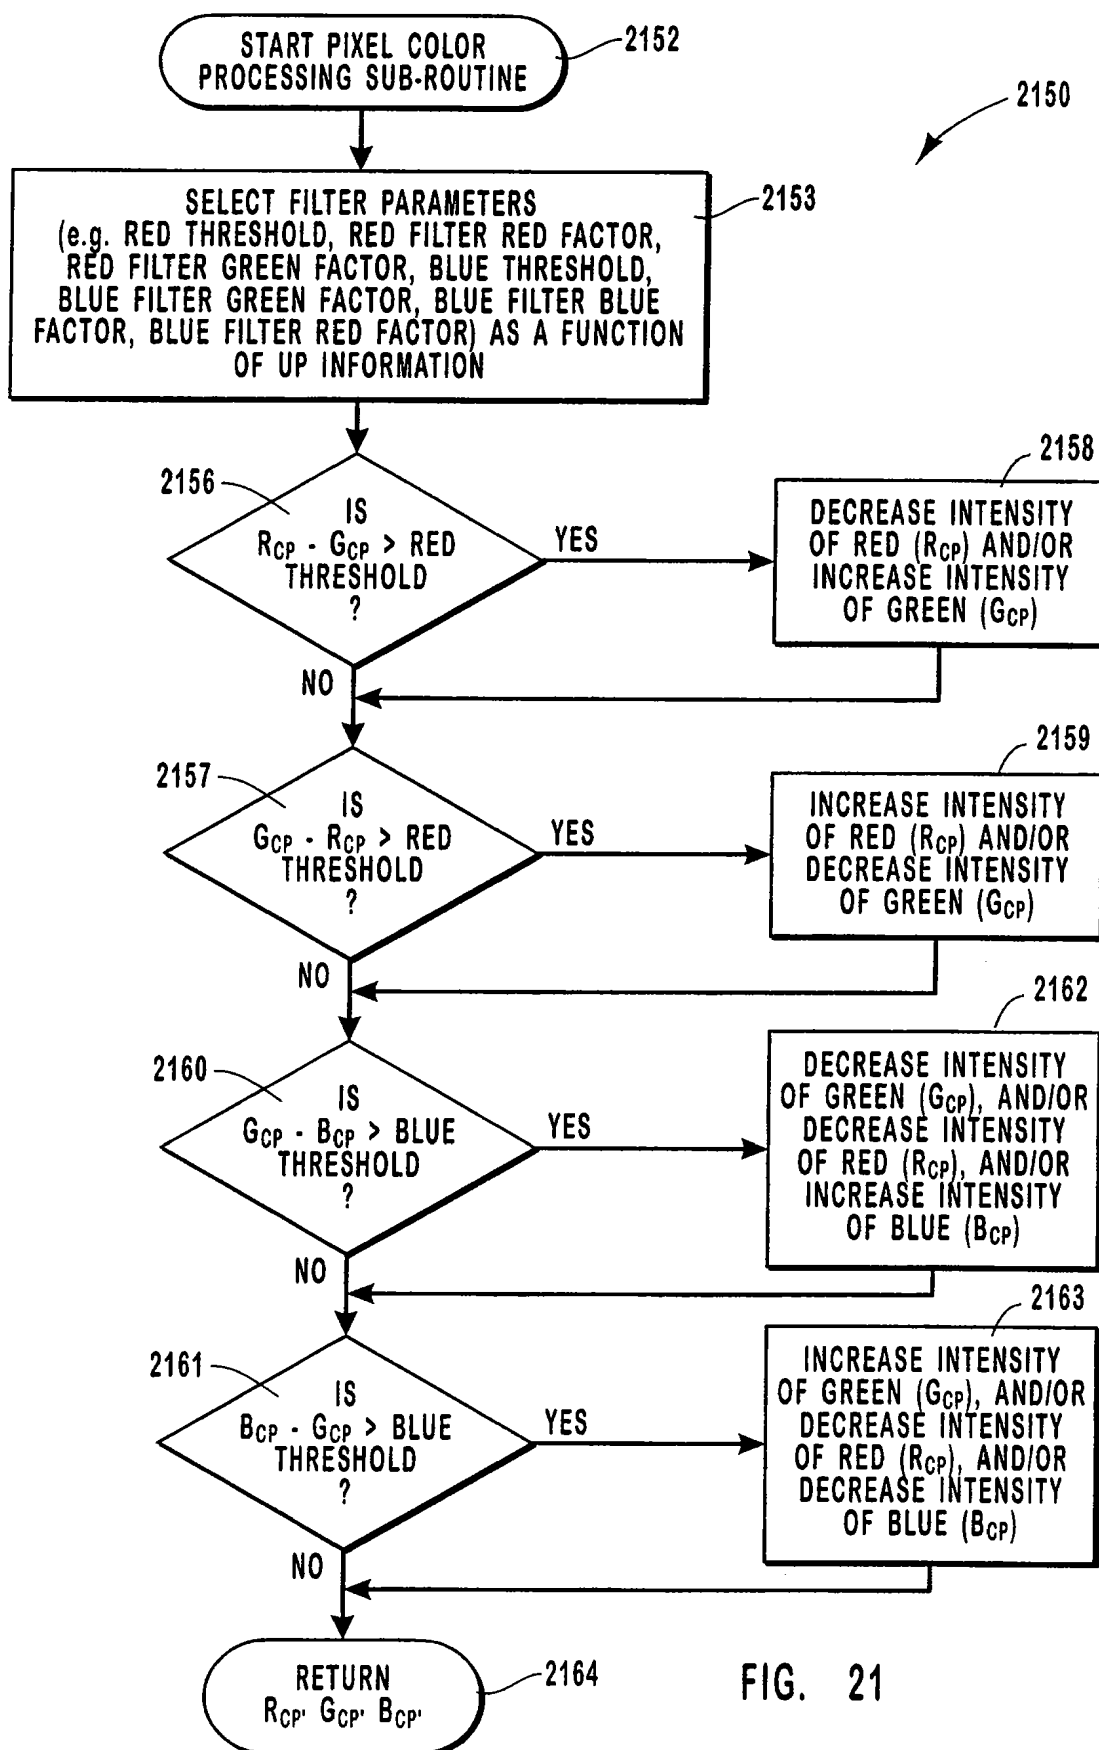 START PIXEL COLOR
PROCESSING SUB-ROUTINE
2152
2150
SELECT FILTER PARAMETERS
(e.g. RED THRESHOLD, RED FILTER RED FACTOR,
RED FILTER GREEN FACTOR, BLUE THRESHOLD,
BLUE FILTER GREEN FACTOR, BLUE FILTER BLUE
FACTOR, BLUE FILTER RED FACTOR) AS A FUNCTION
OF UP INFORMATION
2153
2156
IS
RCP - GCP > RED
THRESHOLD
?
YES
NO
2158
DECREASE INTENSITY
OF RED (RCP) AND/OR
INCREASE INTENSITY
OF GREEN (GCP)
2157
IS
GCP - RCP > RED
THRESHOLD
?
YES
NO
2159
INCREASE INTENSITY
OF RED (RCP) AND/OR
DECREASE INTENSITY
OF GREEN (GCP)
2160
IS
GCP - BCP > BLUE
THRESHOLD
?
YES
NO
2162
DECREASE INTENSITY
OF GREEN (GCP), AND/OR
DECREASE INTENSITY
OF RED (RCP), AND/OR
INCREASE INTENSITY
OF BLUE (BCP)
2161
IS
BCP - GCP > BLUE
THRESHOLD
?
YES
NO
2163
INCREASE INTENSITY
OF GREEN (GCP), AND/OR
DECREASE INTENSITY
OF RED (RCP), AND/OR
DECREASE INTENSITY
OF BLUE (BCP)
RETURN
RCP' GCP' BCP'
2164
FIG. 21